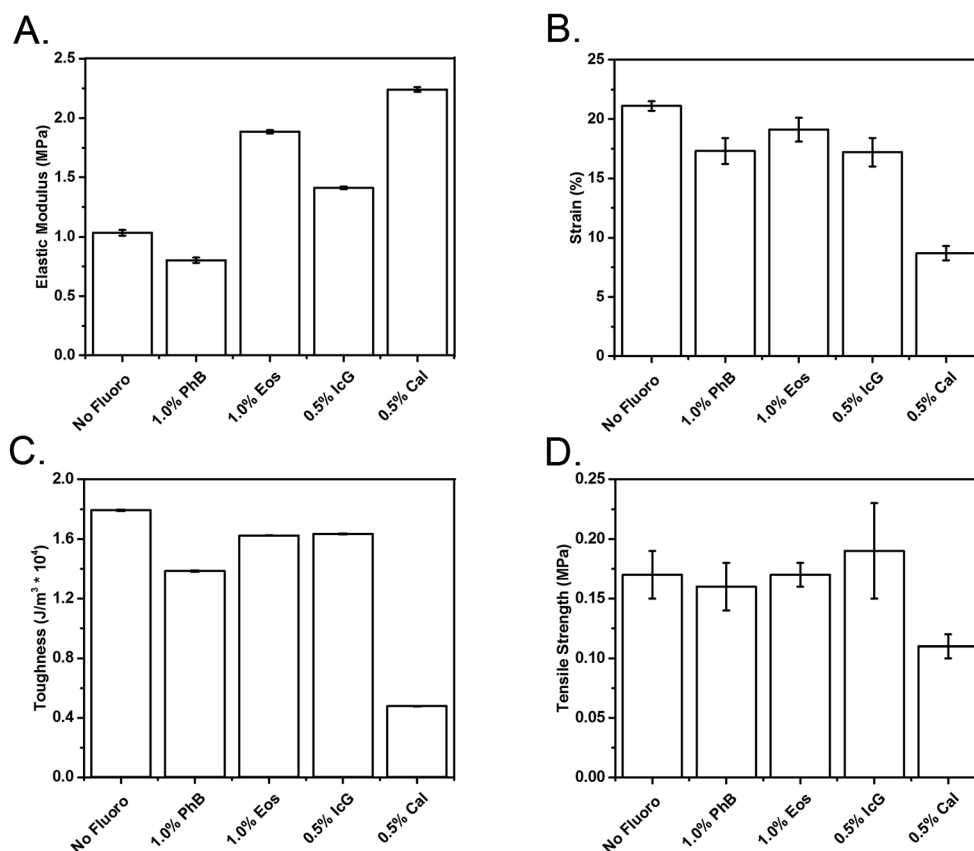 A.
2.5
2.0
1.5
1.0
0.5
0.0
Elastic Modulus (MPa)
No Fluoro
1.0% PhB
1.0% Eos
0.5% IcG
0.5% Cal
B.
25
20
15
10
5
0
Strain (%)
No Fluoro
1.0% PhB
1.0% Eos
0.5% IcG
0.5% Cal
C.
2.0
1.6
1.2
0.8
0.4
0.0
Toughness (J/m³ * 10⁴)
No Fluoro
1.0% PhB
1.0% Eos
0.5% IcG
0.5% Cal
D.
0.25
0.20
0.15
0.10
0.05
0.00
Tensile Strength (MPa)
No Fluoro
1.0% PhB
1.0% Eos
0.5% IcG
0.5% Cal